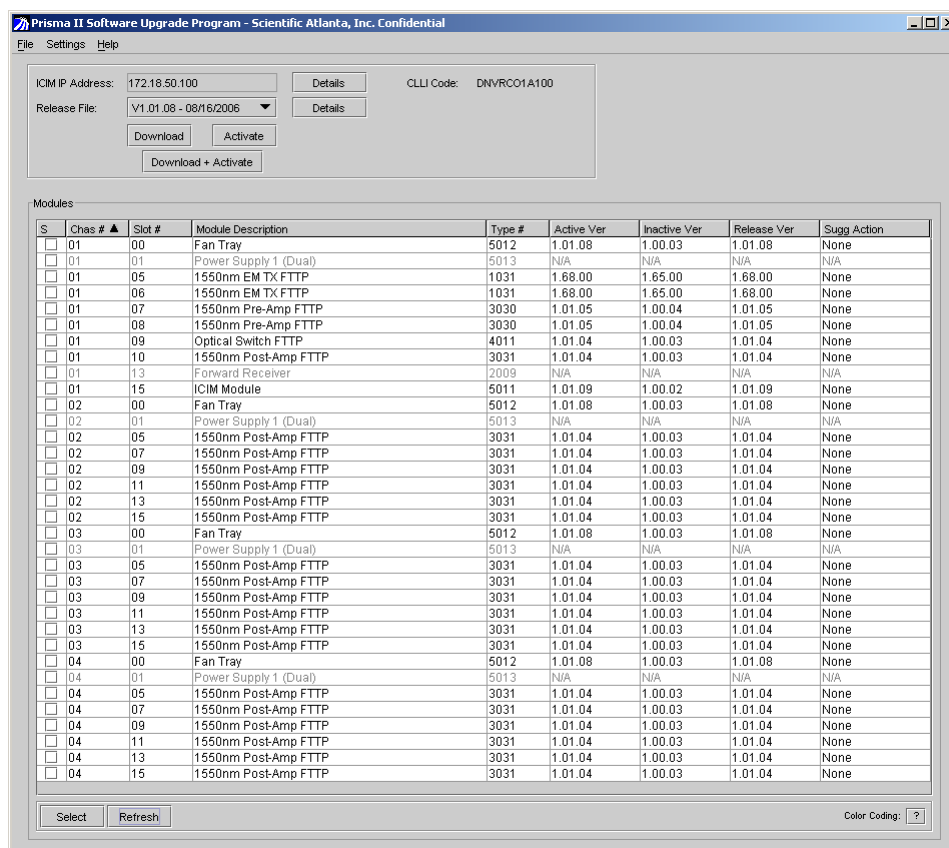 Prisma II Software Upgrade Program - Scientific Atlanta, Inc. Confidential
File Settings Help
ICIM IP Address: 172.18.50.100 Details CLLI Code: DNVRCO1A100
Release File: V1.01.08 - 08/16/2006 Details
Download Activate
Download + Activate
Modules
S Chas # ▲ Slot # Module Description Type # Active Ver Inactive Ver Release Ver Sugg Action
01 00 Fan Tray 5012 1.01.08 1.00.03 1.01.08 None
01 01 Power Supply 1 (Dual) 5013 N/A N/A N/A N/A
01 05 1550nm EM TX FTTP 1031 1.68.00 1.65.00 1.68.00 None
01 06 1550nm EM TX FTTP 1031 1.68.00 1.65.00 1.68.00 None
01 07 1550nm Pre-Amp FTTP 3030 1.01.05 1.00.04 1.01.05 None
01 08 1550nm Pre-Amp FTTP 3030 1.01.05 1.00.04 1.01.05 None
01 09 Optical Switch FTTP 4011 1.01.04 1.00.03 1.01.04 None
01 10 1550nm Post-Amp FTTP 3031 1.01.04 1.00.03 1.01.04 None
01 13 Forward Receiver 2009 N/A N/A N/A N/A
01 15 ICIM Module 5011 1.01.09 1.00.02 1.01.09 None
02 00 Fan Tray 5012 1.01.08 1.00.03 1.01.08 None
02 01 Power Supply 1 (Dual) 5013 N/A N/A N/A N/A
02 05 1550nm Post-Amp FTTP 3031 1.01.04 1.00.03 1.01.04 None
02 07 1550nm Post-Amp FTTP 3031 1.01.04 1.00.03 1.01.04 None
02 09 1550nm Post-Amp FTTP 3031 1.01.04 1.00.03 1.01.04 None
02 11 1550nm Post-Amp FTTP 3031 1.01.04 1.00.03 1.01.04 None
02 13 1550nm Post-Amp FTTP 3031 1.01.04 1.00.03 1.01.04 None
02 15 1550nm Post-Amp FTTP 3031 1.01.04 1.00.03 1.01.04 None
03 00 Fan Tray 5012 1.01.08 1.00.03 1.01.08 None
03 01 Power Supply 1 (Dual) 5013 N/A N/A N/A N/A
03 05 1550nm Post-Amp FTTP 3031 1.01.04 1.00.03 1.01.04 None
03 07 1550nm Post-Amp FTTP 3031 1.01.04 1.00.03 1.01.04 None
03 09 1550nm Post-Amp FTTP 3031 1.01.04 1.00.03 1.01.04 None
03 11 1550nm Post-Amp FTTP 3031 1.01.04 1.00.03 1.01.04 None
03 13 1550nm Post-Amp FTTP 3031 1.01.04 1.00.03 1.01.04 None
03 15 1550nm Post-Amp FTTP 3031 1.01.04 1.00.03 1.01.04 None
04 00 Fan Tray 5012 1.01.08 1.00.03 1.01.08 None
04 01 Power Supply 1 (Dual) 5013 N/A N/A N/A N/A
04 05 1550nm Post-Amp FTTP 3031 1.01.04 1.00.03 1.01.04 None
04 07 1550nm Post-Amp FTTP 3031 1.01.04 1.00.03 1.01.04 None
04 09 1550nm Post-Amp FTTP 3031 1.01.04 1.00.03 1.01.04 None
04 11 1550nm Post-Amp FTTP 3031 1.01.04 1.00.03 1.01.04 None
04 13 1550nm Post-Amp FTTP 3031 1.01.04 1.00.03 1.01.04 None
04 15 1550nm Post-Amp FTTP 3031 1.01.04 1.00.03 1.01.04 None
Select Refresh Color Coding: ?